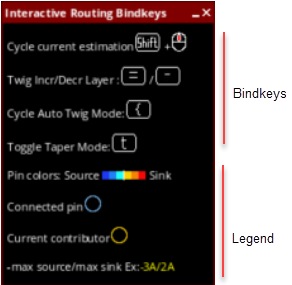 Interactive Routing Bindkeys
Cycle current estimation Shift +
Twig Incr/Decr Layer : = / -
Cycle Auto Twig Mode: {
Toggle Taper Mode: t
Bindkeys
Pin colors: Source Sink
Connected pin
Current contributor
-max source/max sink Ex:-3A/2A
Legend